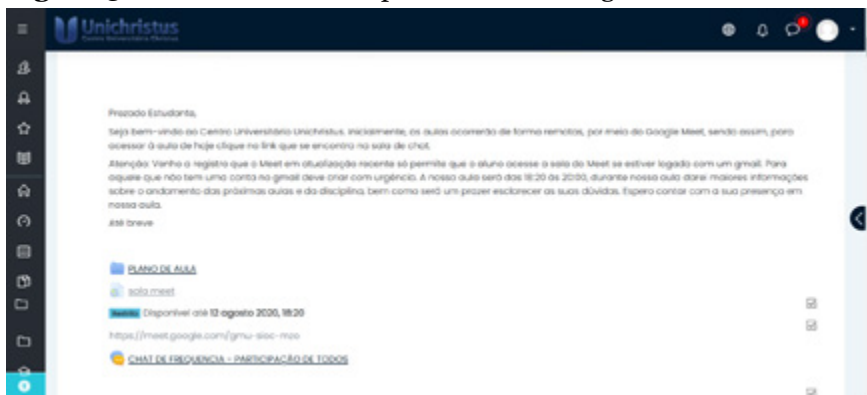 Unichristus
Centro Universitário Christus
Prezado Estudante,
Seja bem-vindo ao Centro Universitário Unichristus. Inicialmente, as aulas ocorrerão de forma remotas, por meio do Google Meet, sendo assim, para
acessar à aula de hoje clique no link que se encontra na sala de chat.
Atenção: Venho a registro que o Meet em atualização recente só permite que o aluno acesse a sala do Meet se estiver logado com um gmail. Para
aquele que não tem uma conta no gmail deve criar com urgência. A nossa aula será das 18:20 às 20:00, durante nossa aula darei maiores informações
sobre o andamento das próximas aulas e da disciplina, bem como será um prazer esclarecer as suas dúvidas. Espero contar com a sua presença em
nossa aula.
Até breve
PLANO DE AULA
sala meet
Disponível até 12 agosto 2020, 18:20
CHAT DE FREQUENCIA - PARTICIPAÇÃO DE TODOS